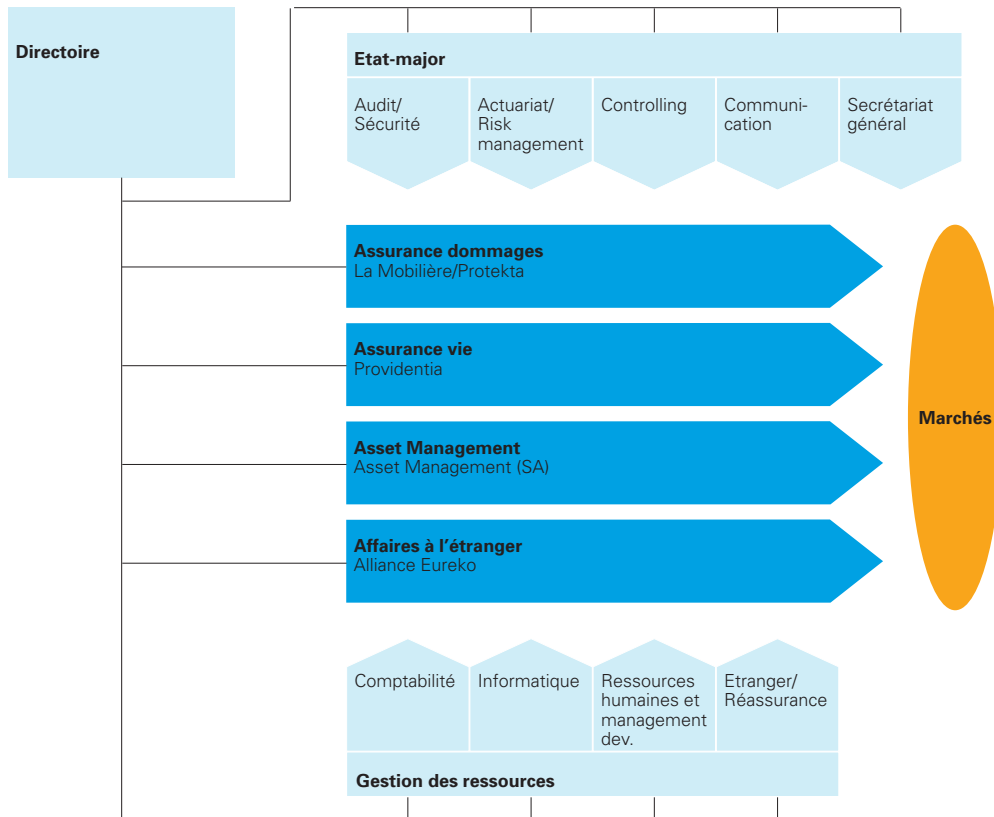 Directoire
Etat-major
Audit/
Sécurité
Actuariat/
Risk
management
Controlling
Communi-
cation
Secrétariat
général
Assurance dommages
La Mobilière/Protekta
Assurance vie
Providentia
Asset Management
Asset Management (SA)
Affaires à l'étranger
Alliance Eureko
Marchés
Comptabilité
Informatique
Ressources
humaines et
management
dev.
Etranger/
Réassurance
Gestion des ressources